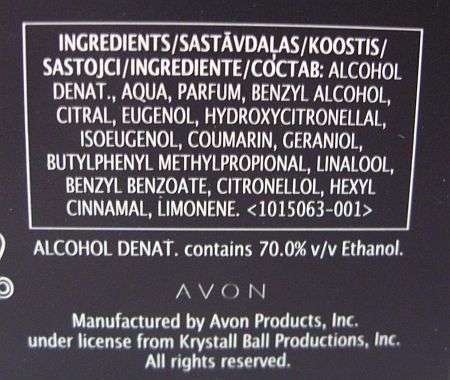 INGREDIENTS/SASTĀVDAĻAS/KOOSTIS/
SASTOJCI/INGREDIENTE/СОСТАВ: ALCOHOL
DENAT., AQUA, PARFUM, BENZYL ALCOHOL,
CITRAL, EUGENOL, HYDROXYCITRONELLAL,
ISOEUGENOL, COUMARIN, GERANIOL,
BUTYLPHENYL METHYLPROPIONAL, LINALOOL,
BENZYL BENZOATE, CITRONELLOL, HEXYL
CINNAMAL, LIMONENE. <1015063-001>
ALCOHOL DENAT. contains 70.0% v/v Ethanol.
AVON
Manufactured by Avon Products, Inc.
under license from Krystall Ball Productions, Inc.
All rights reserved.